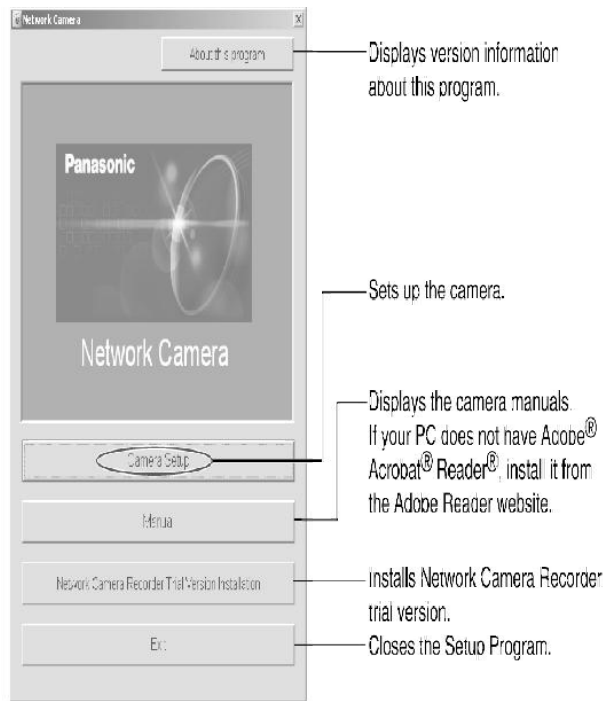 Network Camera
About this program
Displays version information
about this program.
Panasonic
Network Camera
Sets up the camera.
Displays the camera manuals.
If your PC does not have Adobe®
Acrobat® Reader®, install it from
the Adobe Reader website.
Camera Setup
Manual
Network Camera Recorder Trial Version Installation
Installs Network Camera Recorder
trial version.
Exit
Closes the Setup Program.